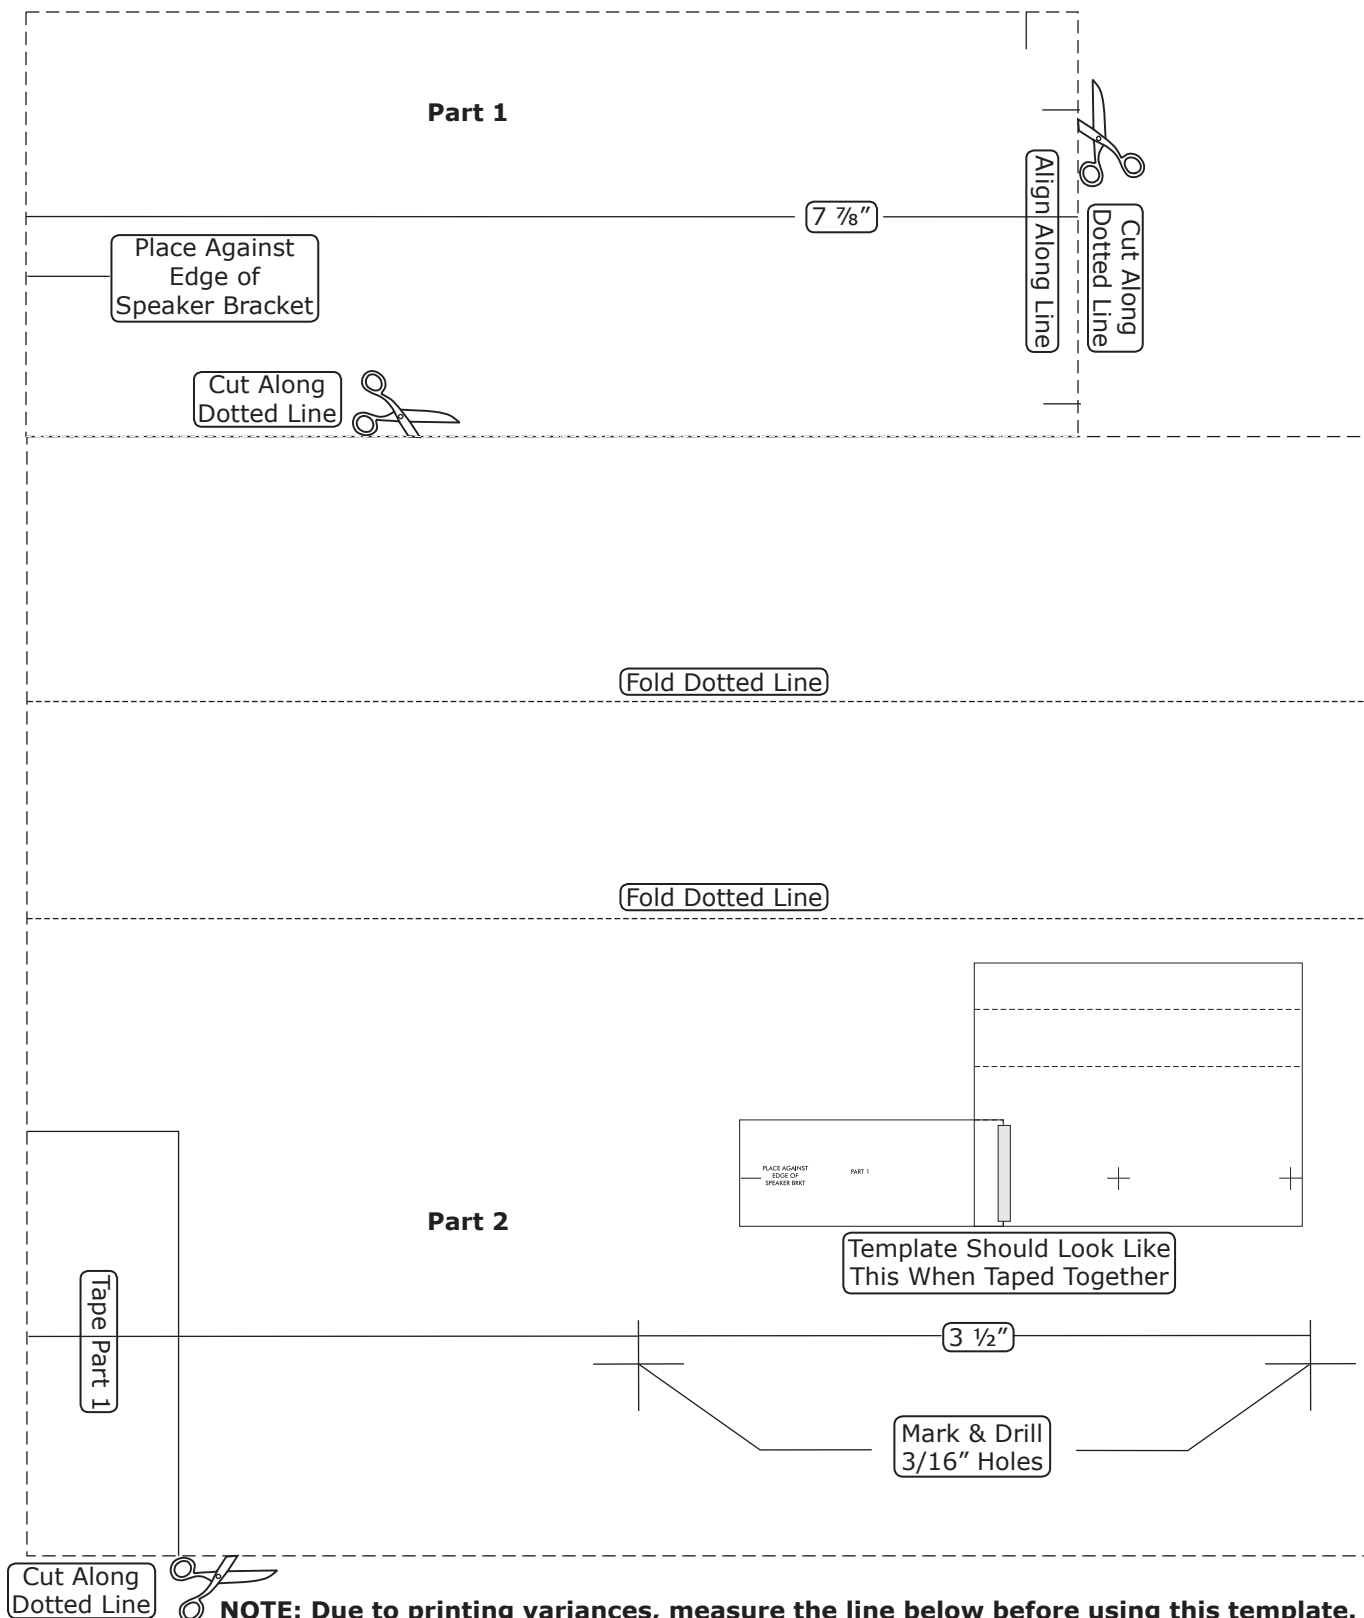 Part 1
7 ⅞”
Align Along Line
Cut Along
Dotted Line
Place Against
Edge of
Speaker Bracket
Cut Along
Dotted Line
Fold Dotted Line
Fold Dotted Line
PLACE AGAINST
EDGE OF
SPEAKER BRKT
PART 1
Part 2
Template Should Look Like
This When Taped Together
Tape Part 1
3 ½”
Mark & Drill
3/16” Holes
Cut Along
Dotted Line
NOTE: Due to printing variances, measure the line below before using this template.